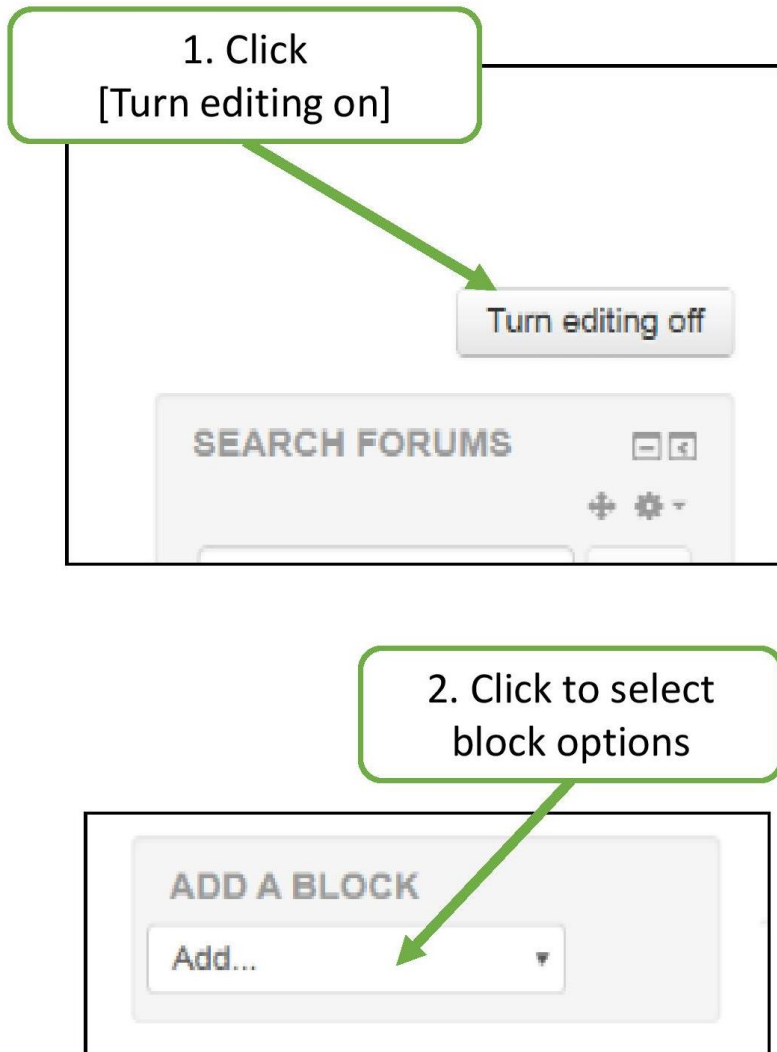 1. Click
[Turn editing on]
Turn editing off
SEARCH FORUMS
2. Click to select
block options
ADD A BLOCK
Add...